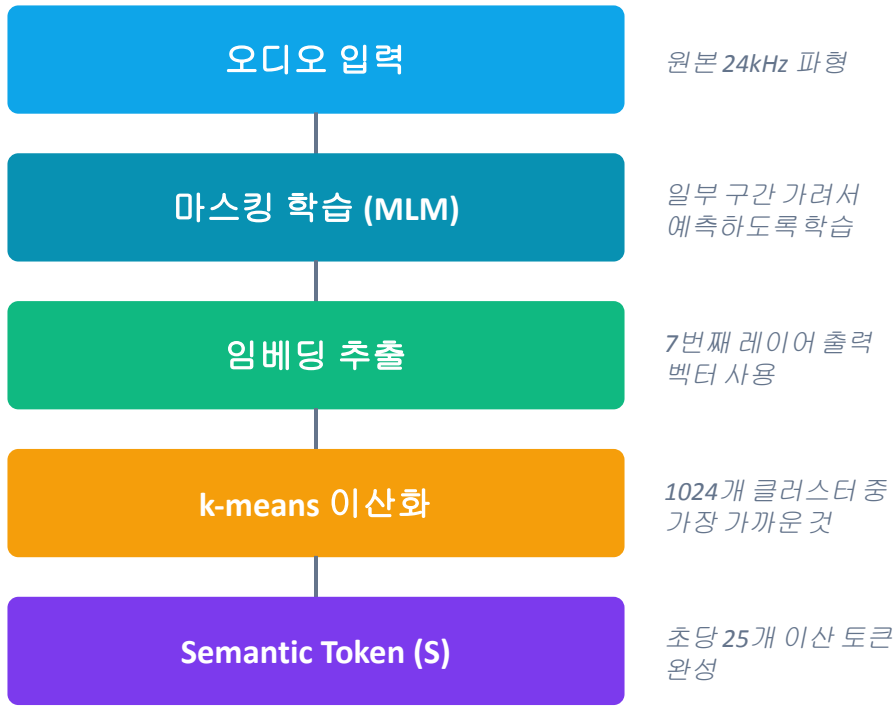 오디오 입력
원본 24kHz 파형
마스킹 학습 (MLM)
일부 구간 가려서
예측하도록 학습
임베딩 추출
7번째 레이어 출력
벡터 사용
k-means 이산화
1024개 클러스터 중
가장 가까운 것
Semantic Token (S)
초당 25개 이산 토큰
완성